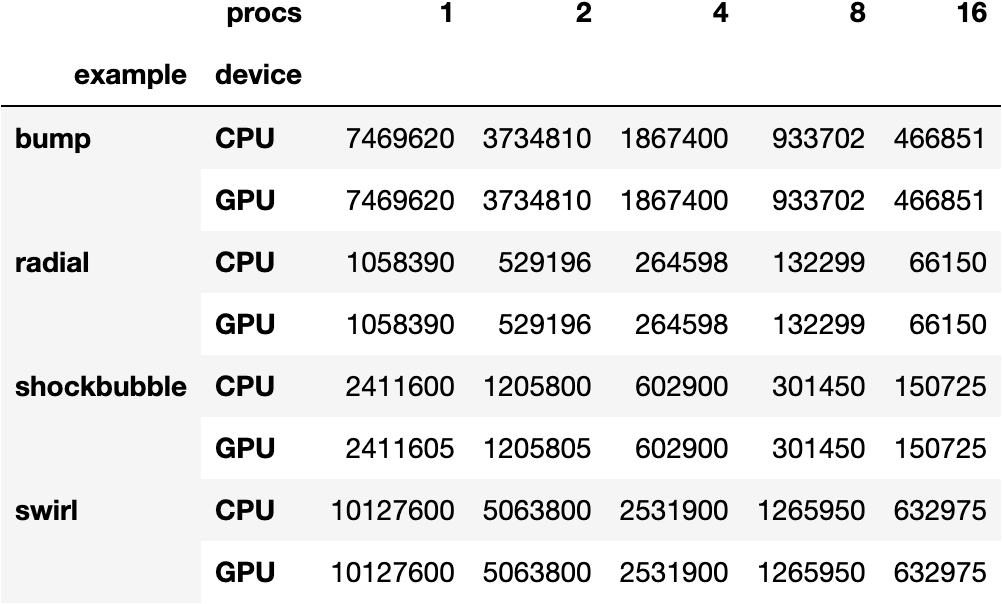 procs 1 2 4 8 16
example device
bump CPU 7469620 3734810 1867400 933702 466851
GPU 7469620 3734810 1867400 933702 466851
radial CPU 1058390 529196 264598 132299 66150
GPU 1058390 529196 264598 132299 66150
shockbubble CPU 2411600 1205800 602900 301450 150725
GPU 2411605 1205805 602900 301450 150725
swirl CPU 10127600 5063800 2531900 1265950 632975
GPU 10127600 5063800 2531900 1265950 632975